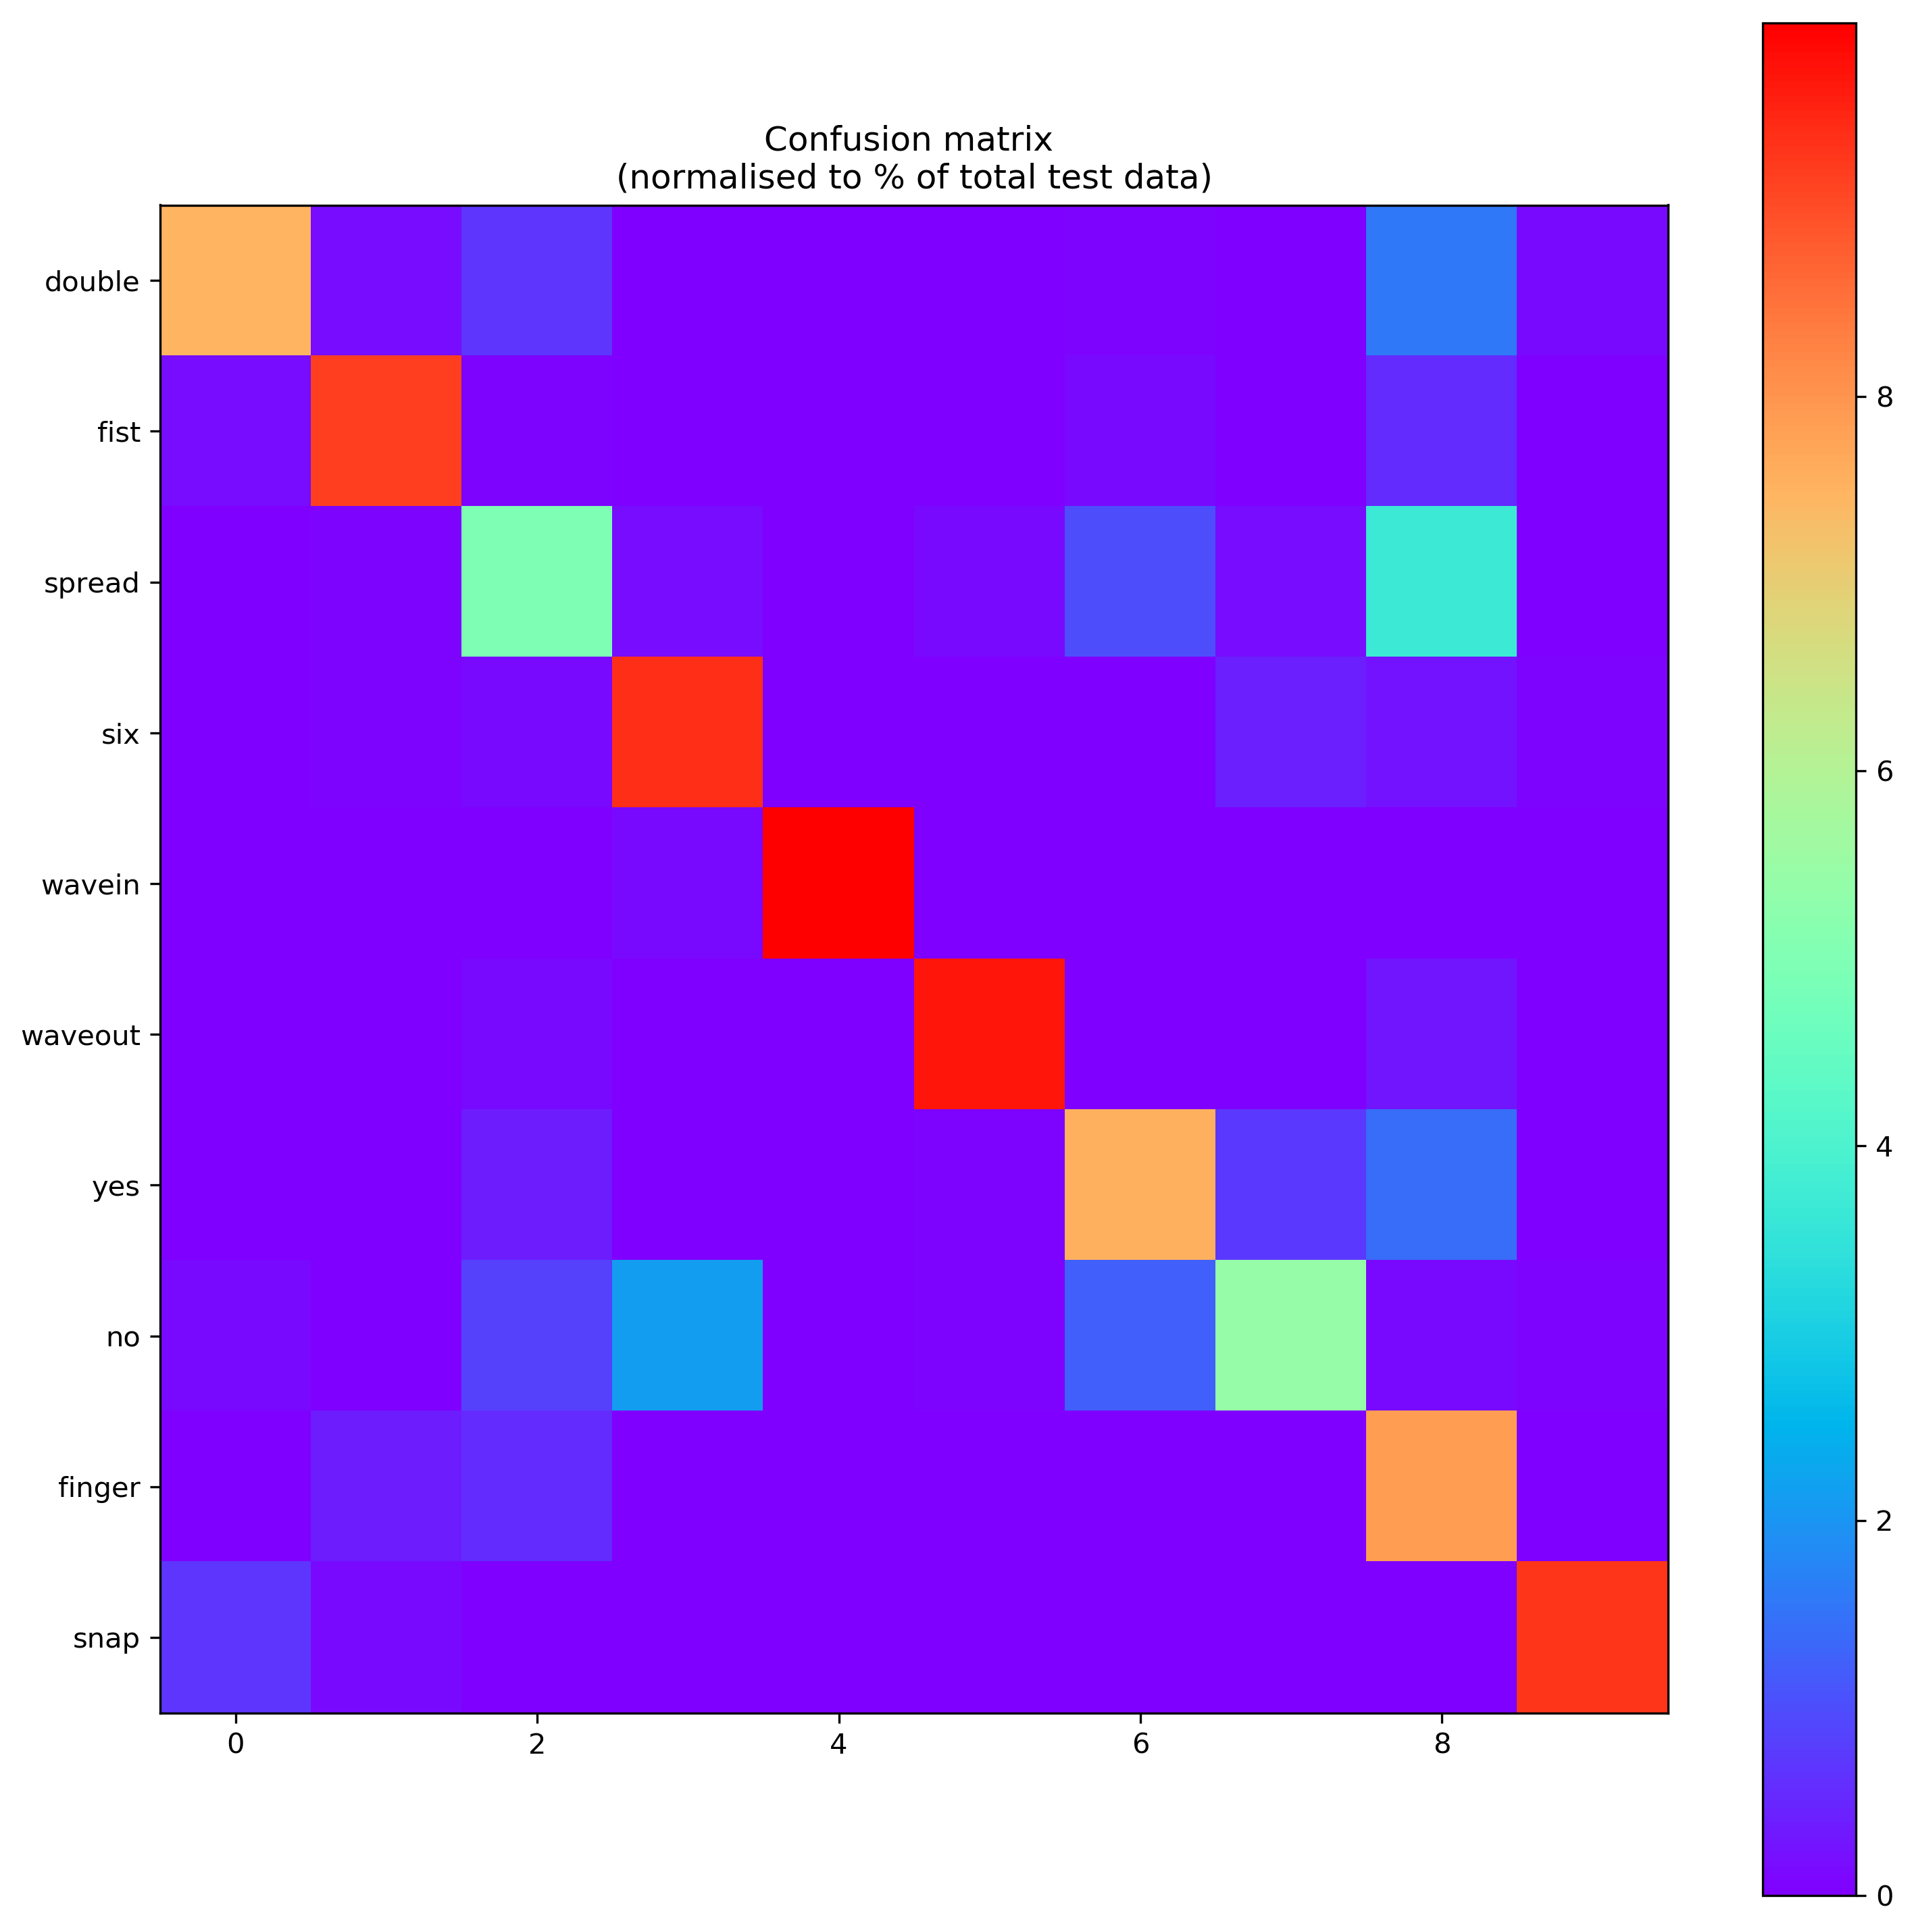 Confusion matrix
(normalised to % of total test data)
double
fist
spread
six
wavein
waveout
yes
no
finger
snap
0 2 4 6 8
8
6
4
2
0